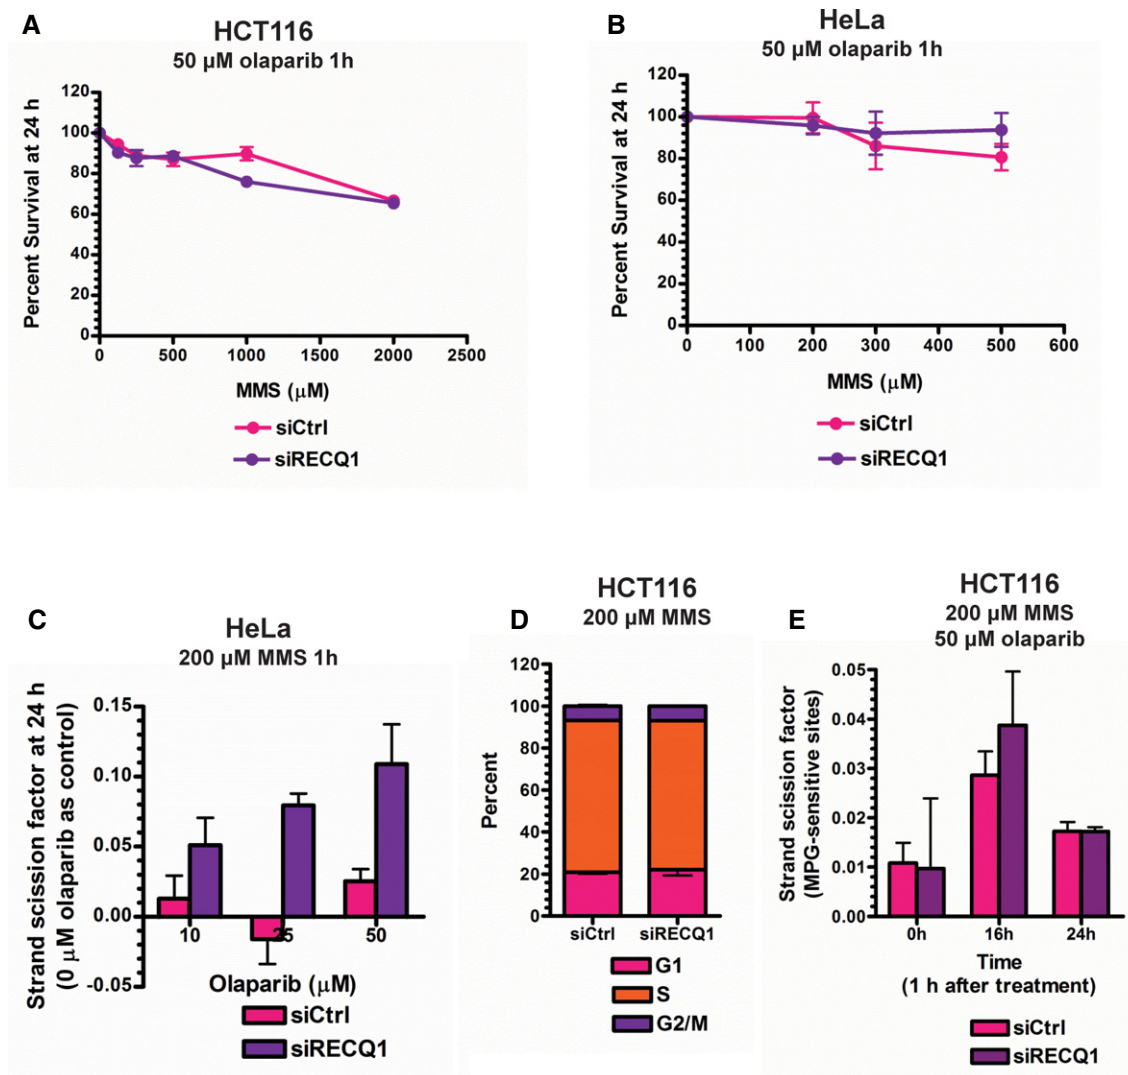 A
HCT116
50 µM olaparib 1h
Percent Survival at 24 h
120
100
80
60
40
20
0
0
500
1000
1500
2000
2500
MMS (µM)
siCtrl
siRECQ1
B
HeLa
50 µM olaparib 1h
Percent Survival at 24 h
120
100
80
60
40
20
0
0
100
200
300
400
500
600
MMS (µM)
siCtrl
siRECQ1
C
HeLa
200 µM MMS 1h
Strand scission factor at 24 h
(0 µM olaparib as control)
0.15
0.10
0.05
0.00
-0.05
10
25
50
Olaparib (µM)
siCtrl
siRECQ1
D
HCT116
200 µM MMS
Percent
120
100
80
60
40
20
0
siCtrl
siRECQ1
G1
S
G2/M
E
HCT116
200 µM MMS
50 µM olaparib
Strand scission factor
(MPG-sensitive sites)
0.05
0.04
0.03
0.02
0.01
0.00
0h
16h
24h
Time
(1 h after treatment)
siCtrl
siRECQ1